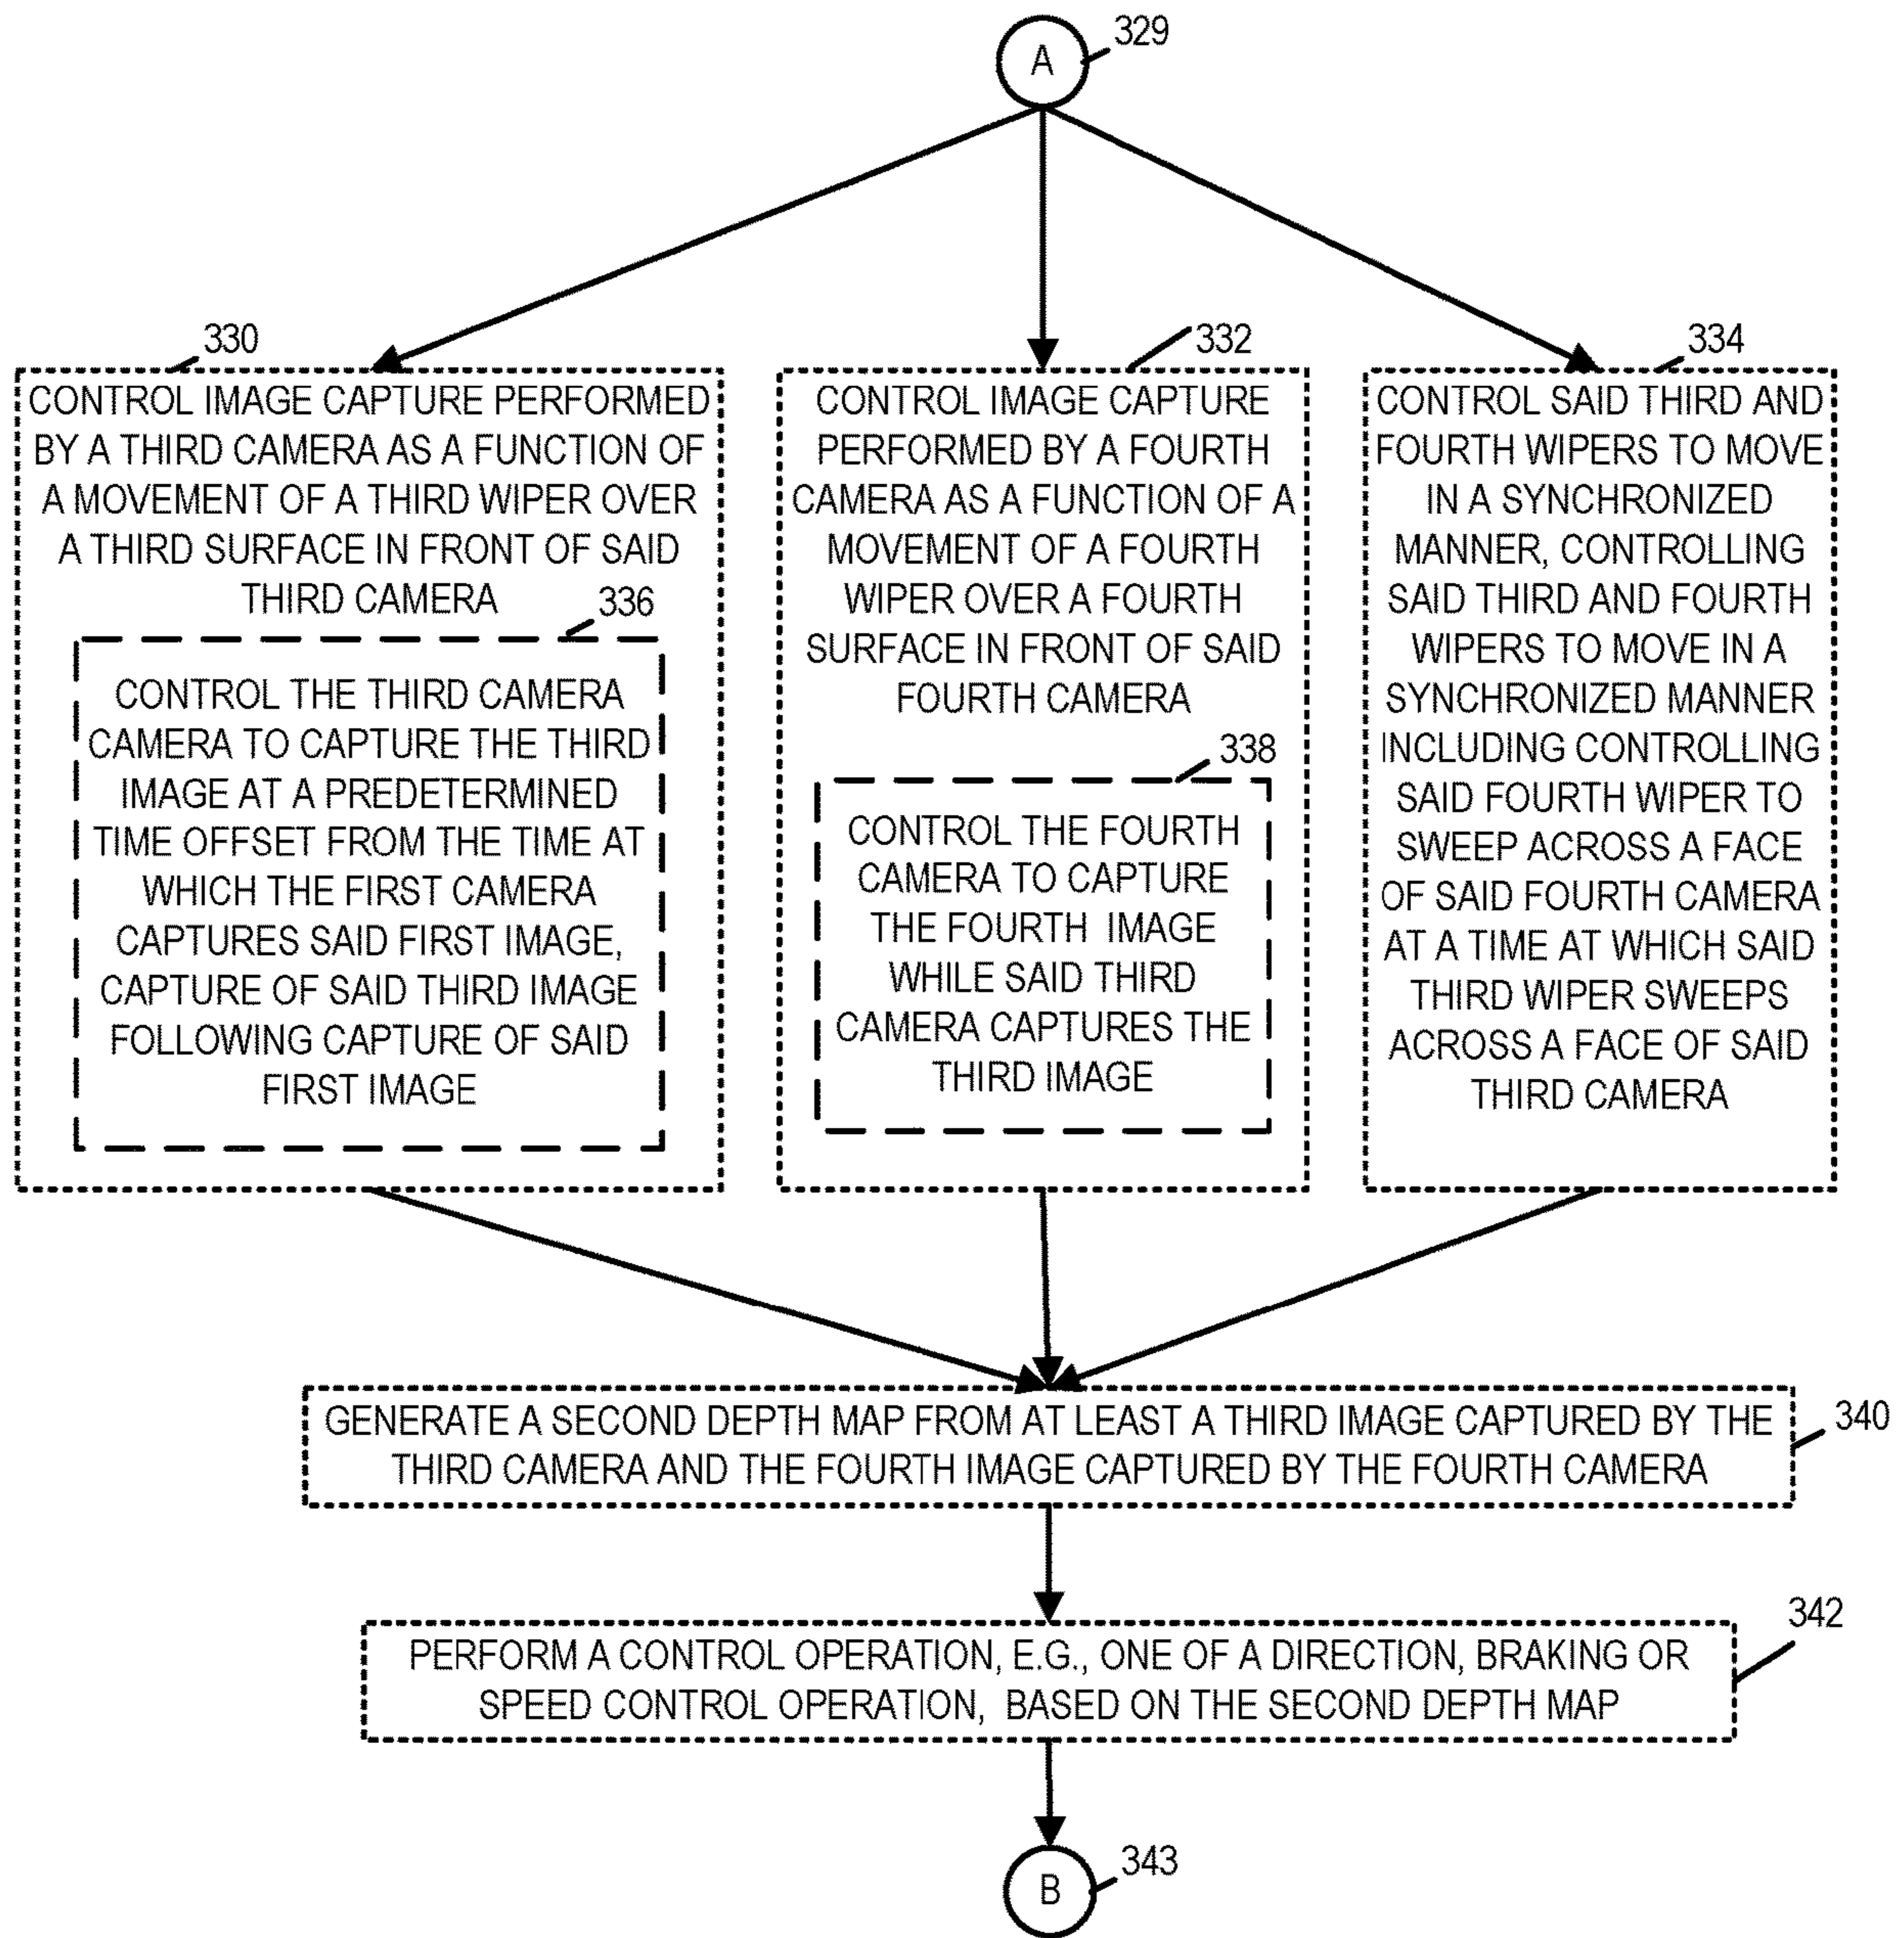 329
A
330
CONTROL IMAGE CAPTURE PERFORMED
BY A THIRD CAMERA AS A FUNCTION OF
A MOVEMENT OF A THIRD WIPER OVER
A THIRD SURFACE IN FRONT OF SAID
THIRD CAMERA
336
CONTROL THE THIRD CAMERA
CAMERA TO CAPTURE THE THIRD
IMAGE AT A PREDETERMINED
TIME OFFSET FROM THE TIME AT
WHICH THE FIRST CAMERA
CAPTURES SAID FIRST IMAGE,
CAPTURE OF SAID THIRD IMAGE
FOLLOWING CAPTURE OF SAID
FIRST IMAGE
332
CONTROL IMAGE CAPTURE
PERFORMED BY A FOURTH
CAMERA AS A FUNCTION OF A
MOVEMENT OF A FOURTH
WIPER OVER A FOURTH
SURFACE IN FRONT OF SAID
FOURTH CAMERA
338
CONTROL THE FOURTH
CAMERA TO CAPTURE
THE FOURTH IMAGE
WHILE SAID THIRD
CAMERA CAPTURES THE
THIRD IMAGE
334
CONTROL SAID THIRD AND
FOURTH WIPERS TO MOVE
IN A SYNCHRONIZED
MANNER, CONTROLLING
SAID THIRD AND FOURTH
WIPERS TO MOVE IN A
SYNCHRONIZED MANNER
INCLUDING CONTROLLING
SAID FOURTH WIPER TO
SWEEP ACROSS A FACE
OF SAID FOURTH CAMERA
AT A TIME AT WHICH SAID
THIRD WIPER SWEEPS
ACROSS A FACE OF SAID
THIRD CAMERA
GENERATE A SECOND DEPTH MAP FROM AT LEAST A THIRD IMAGE CAPTURED BY THE
THIRD CAMERA AND THE FOURTH IMAGE CAPTURED BY THE FOURTH CAMERA
340
PERFORM A CONTROL OPERATION, E.G., ONE OF A DIRECTION, BRAKING OR
SPEED CONTROL OPERATION, BASED ON THE SECOND DEPTH MAP
342
343
B